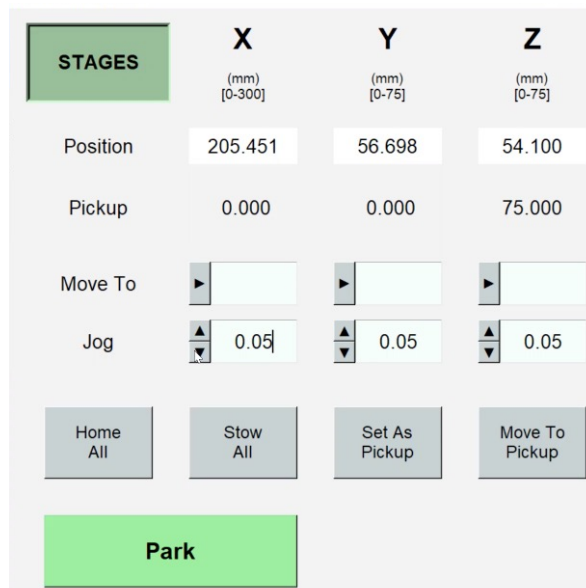 STAGES
X Y Z
(mm) (mm) (mm)
[0-300] [0-75] [0-75]
Position 205.451 56.698 54.100
Pickup 0.000 0.000 75.000
Move To
Jog 0.05 0.05 0.05
Home All
Stow All
Set As Pickup
Move To Pickup
Park